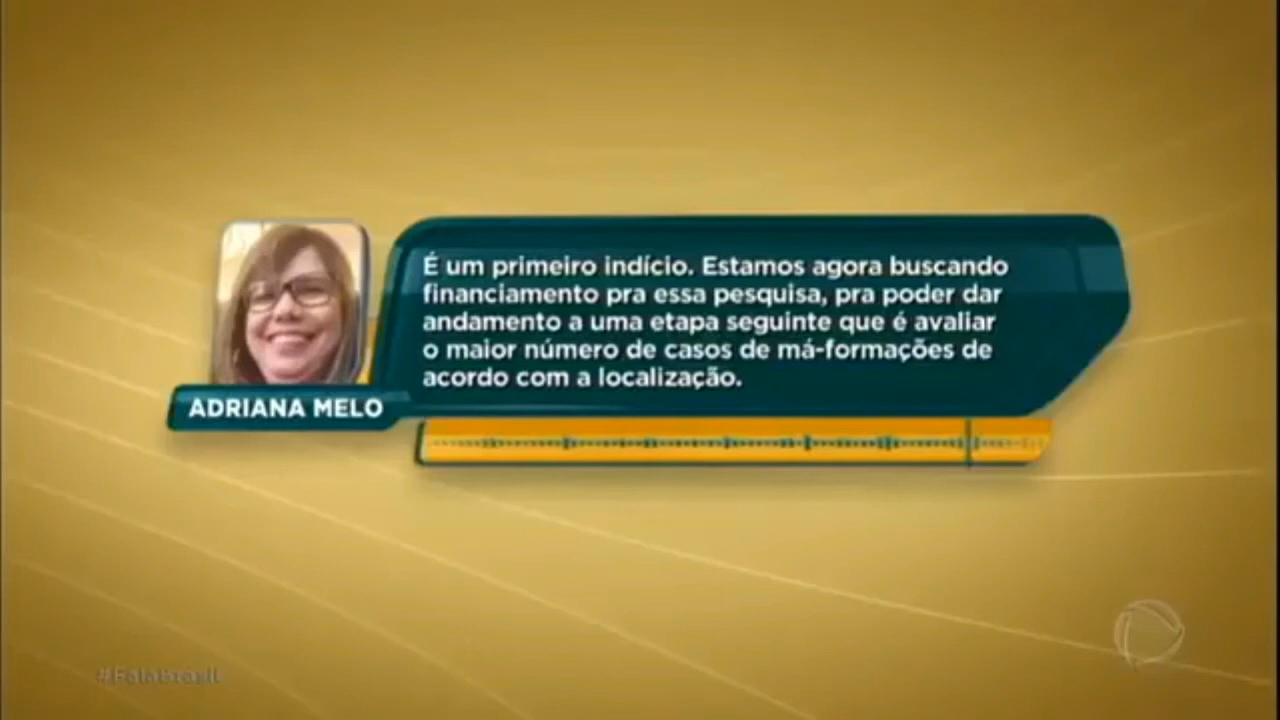 É um primeiro indício. Estamos agora buscando
financiamento pra essa pesquisa, pra poder dar
andamento a uma etapa seguinte que é avaliar
o maior número de casos de má-formações de
acordo com a localização.
ADRIANA MELO
#FalaBrasil